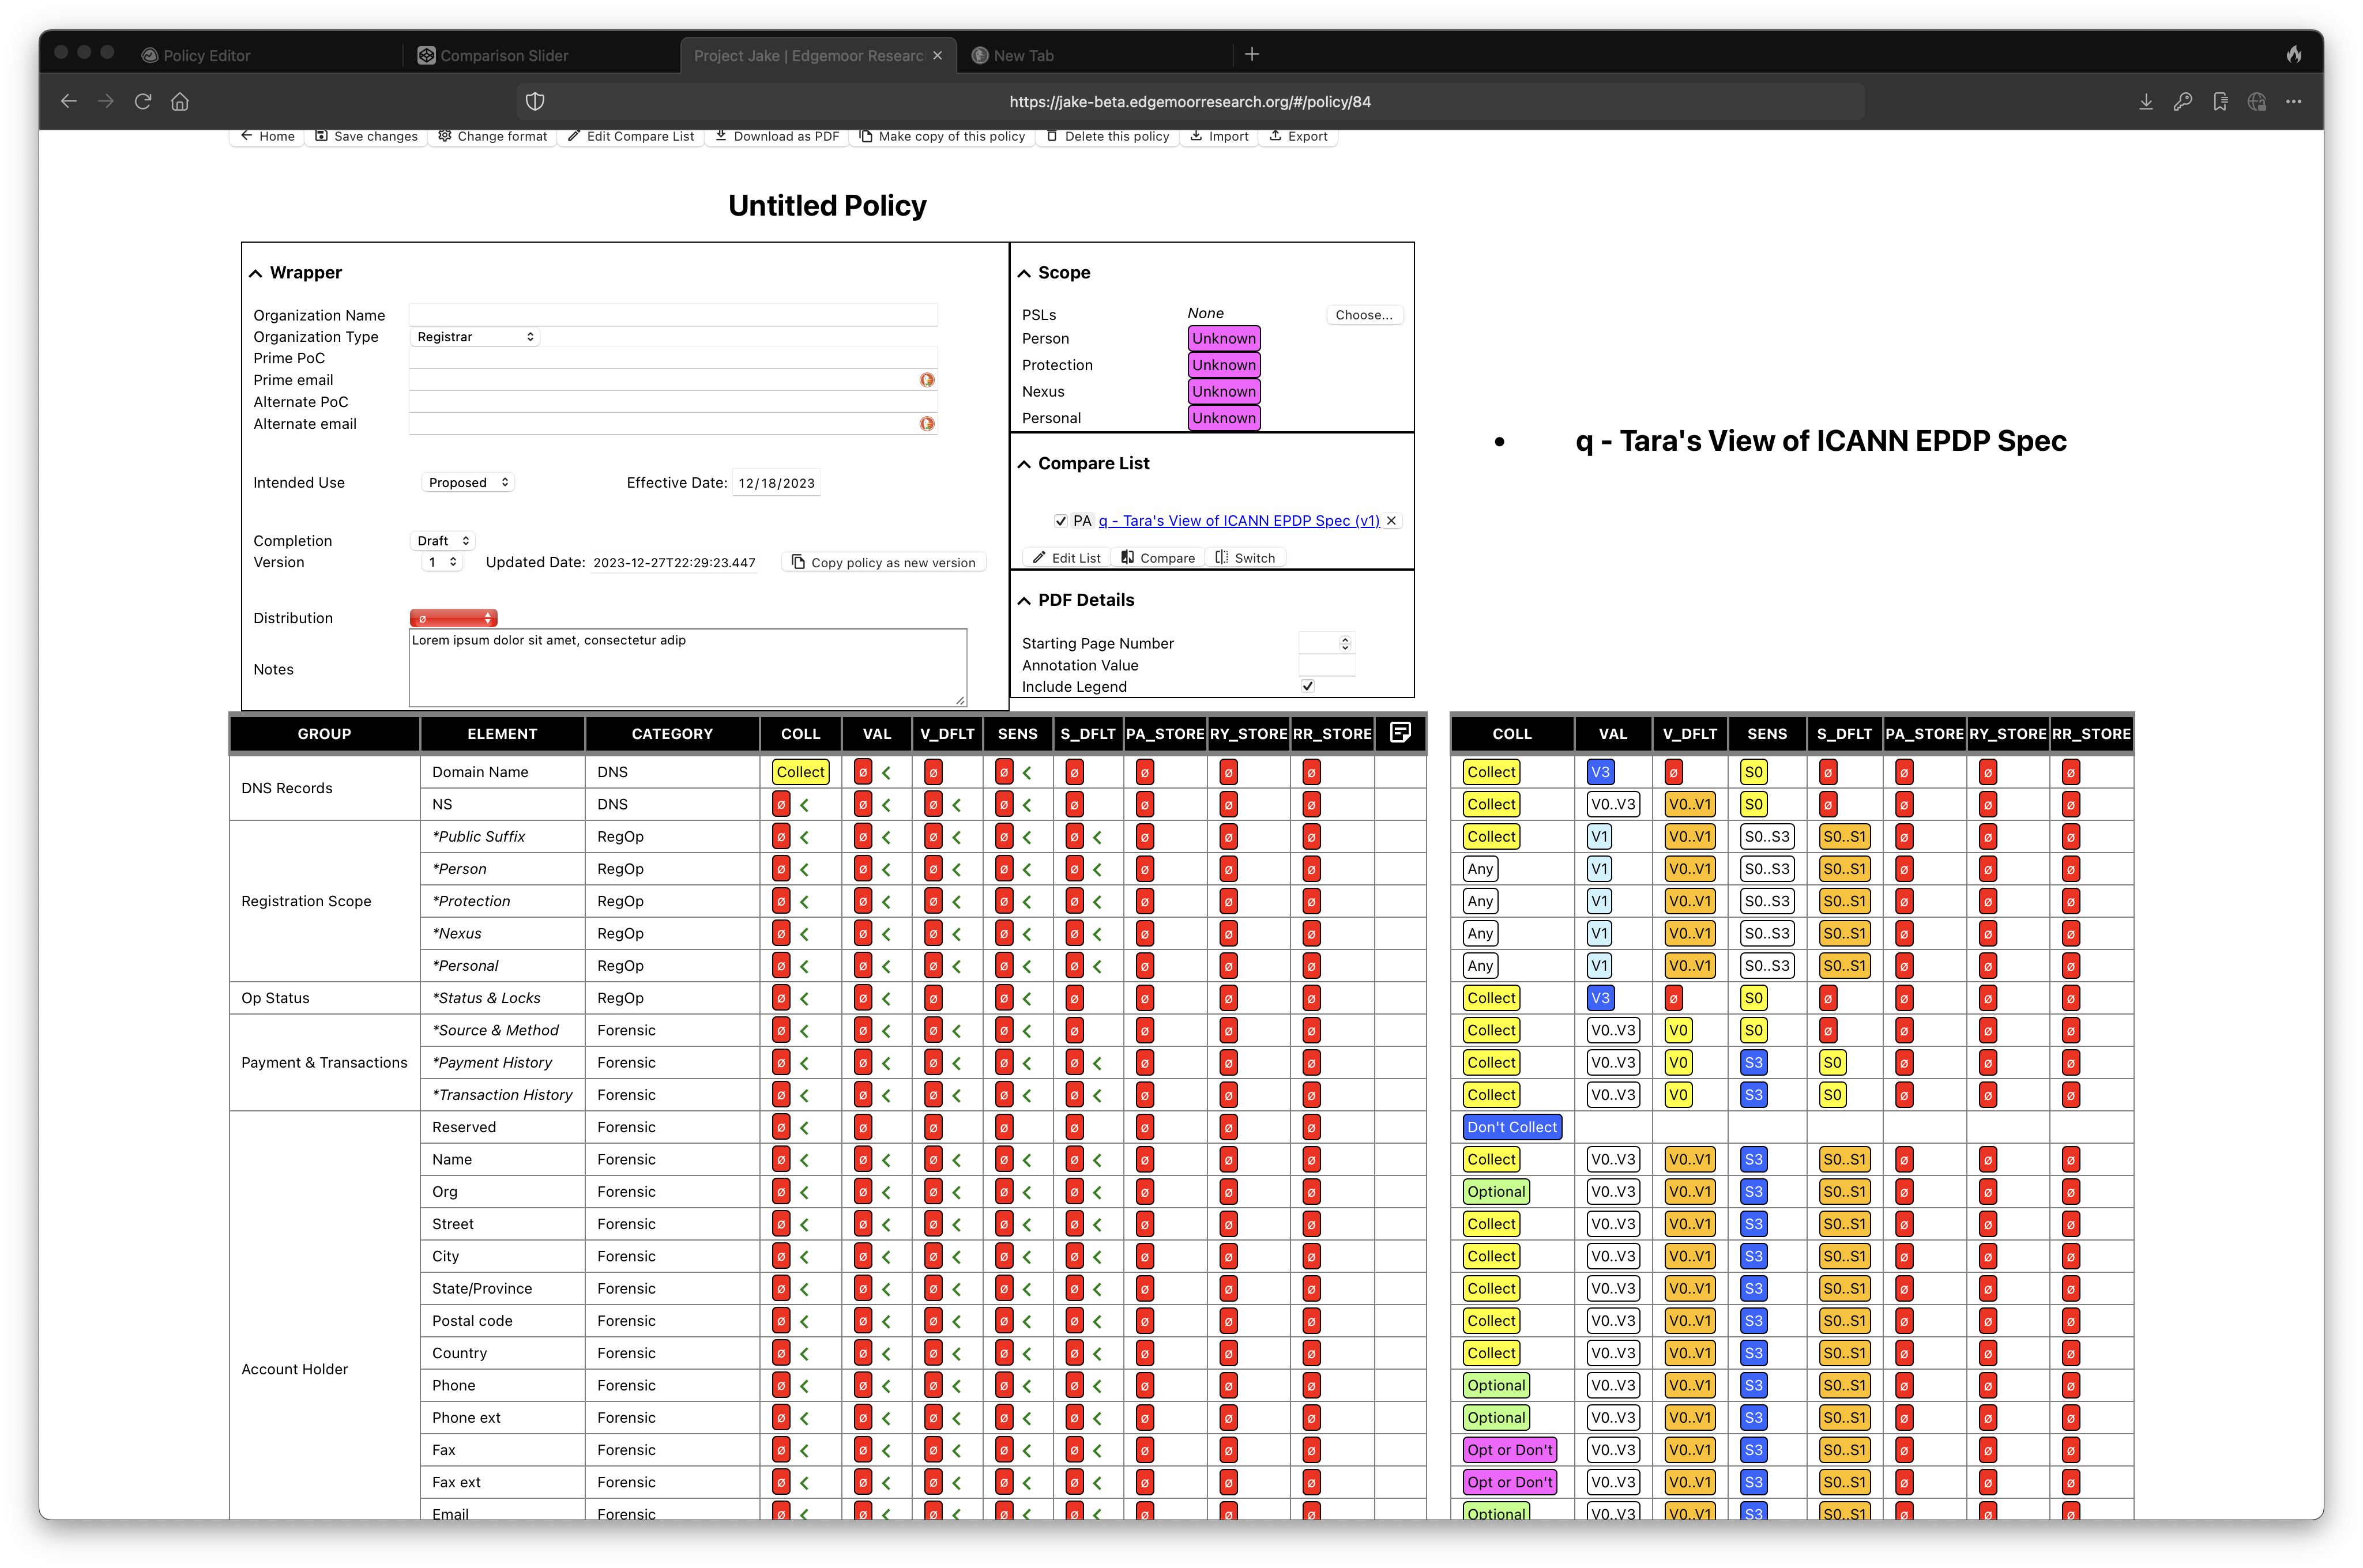 Policy Editor
Comparison Slider
Project Jake | Edgemoor Researc
New Tab
https://jake-beta.edgemoorresearch.org/#/policy/84
Home Save changes Change format Edit Compare List Download as PDF Make copy of this policy Delete this policy Import Export
Untitled Policy
Wrapper
Organization Name
Organization Type Registrar
Prime PoC
Prime email
Alternate PoC
Alternate email
Intended Use Proposed Effective Date: 12/18/2023
Completion Draft
Version 1 Updated Date: 2023-12-27T22:29:23.447 Copy policy as new version
Distribution ø
Notes Lorem ipsum dolor sit amet, consectetur adip
Scope
PSLs None Choose...
Person Unknown
Protection Unknown
Nexus Unknown
Personal Unknown
Compare List
PA q - Tara's View of ICANN EPDP Spec (v1)
Edit List Compare Switch
PDF Details
Starting Page Number
Annotation Value
Include Legend
• q - Tara's View of ICANN EPDP Spec
GROUP ELEMENT CATEGORY COLL VAL V_DFLT SENS S_DFLT PA_STORE RY_STORE RR_STORE COLL VAL V_DFLT SENS S_DFLT PA_STORE RY_STORE RR_STORE
DNS Records
Domain Name DNS Collect ø < ø ø < ø ø ø ø Collect V3 ø S0 ø ø ø ø
NS DNS ø < ø < ø < ø < ø ø ø ø Collect V0..V3 V0..V1 S0 ø ø ø ø
Registration Scope
*Public Suffix RegOp ø < ø < ø < ø < ø < ø ø ø Collect V1 V0..V1 S0..S3 S0..S1 ø ø ø
*Person RegOp ø < ø < ø < ø < ø < ø ø ø Any V1 V0..V1 S0..S3 S0..S1 ø ø ø
*Protection RegOp ø < ø < ø < ø < ø < ø ø ø Any V1 V0..V1 S0..S3 S0..S1 ø ø ø
*Nexus RegOp ø < ø < ø < ø < ø < ø ø ø Any V1 V0..V1 S0..S3 S0..S1 ø ø ø
*Personal RegOp ø < ø < ø < ø < ø < ø ø ø Any V1 V0..V1 S0..S3 S0..S1 ø ø ø
Op Status *Status & Locks RegOp ø < ø < ø ø < ø ø ø ø Collect V3 ø S0 ø ø ø ø
Payment & Transactions
*Source & Method Forensic ø < ø < ø < ø < ø ø ø ø Collect V0..V3 V0 S0 ø ø ø ø
*Payment History Forensic ø < ø < ø < ø < ø < ø ø ø Collect V0..V3 V0 S3 S0 ø ø ø
*Transaction History Forensic ø < ø < ø < ø < ø < ø ø ø Collect V0..V3 V0 S3 S0 ø ø ø
Account Holder
Reserved Forensic ø < ø ø ø ø ø ø ø Don't Collect
Name Forensic ø < ø < ø < ø < ø < ø ø ø Collect V0..V3 V0..V1 S3 S0..S1 ø ø ø
Org Forensic ø < ø < ø < ø < ø < ø ø ø Optional V0..V3 V0..V1 S3 S0..S1 ø ø ø
Street Forensic ø < ø < ø < ø < ø < ø ø ø Collect V0..V3 V0..V1 S3 S0..S1 ø ø ø
City Forensic ø < ø < ø < ø < ø < ø ø ø Collect V0..V3 V0..V1 S3 S0..S1 ø ø ø
State/Province Forensic ø < ø < ø < ø < ø < ø ø ø Collect V0..V3 V0..V1 S3 S0..S1 ø ø ø
Postal code Forensic ø < ø < ø < ø < ø < ø ø ø Collect V0..V3 V0..V1 S3 S0..S1 ø ø ø
Country Forensic ø < ø < ø < ø < ø < ø ø ø Collect V0..V3 V0..V1 S3 S0..S1 ø ø ø
Phone Forensic ø < ø < ø < ø < ø < ø ø ø Optional V0..V3 V0..V1 S3 S0..S1 ø ø ø
Phone ext Forensic ø < ø < ø < ø < ø < ø ø ø Optional V0..V3 V0..V1 S3 S0..S1 ø ø ø
Fax Forensic ø < ø < ø < ø < ø < ø ø ø Opt or Don't V0..V3 V0..V1 S3 S0..S1 ø ø ø
Fax ext Forensic ø < ø < ø < ø < ø < ø ø ø Opt or Don't V0..V3 V0..V1 S3 S0..S1 ø ø ø
Email Forensic ø < ø < ø < ø < ø < ø ø ø Optional V0..V3 V0..V1 S3 S0..S1 ø ø ø